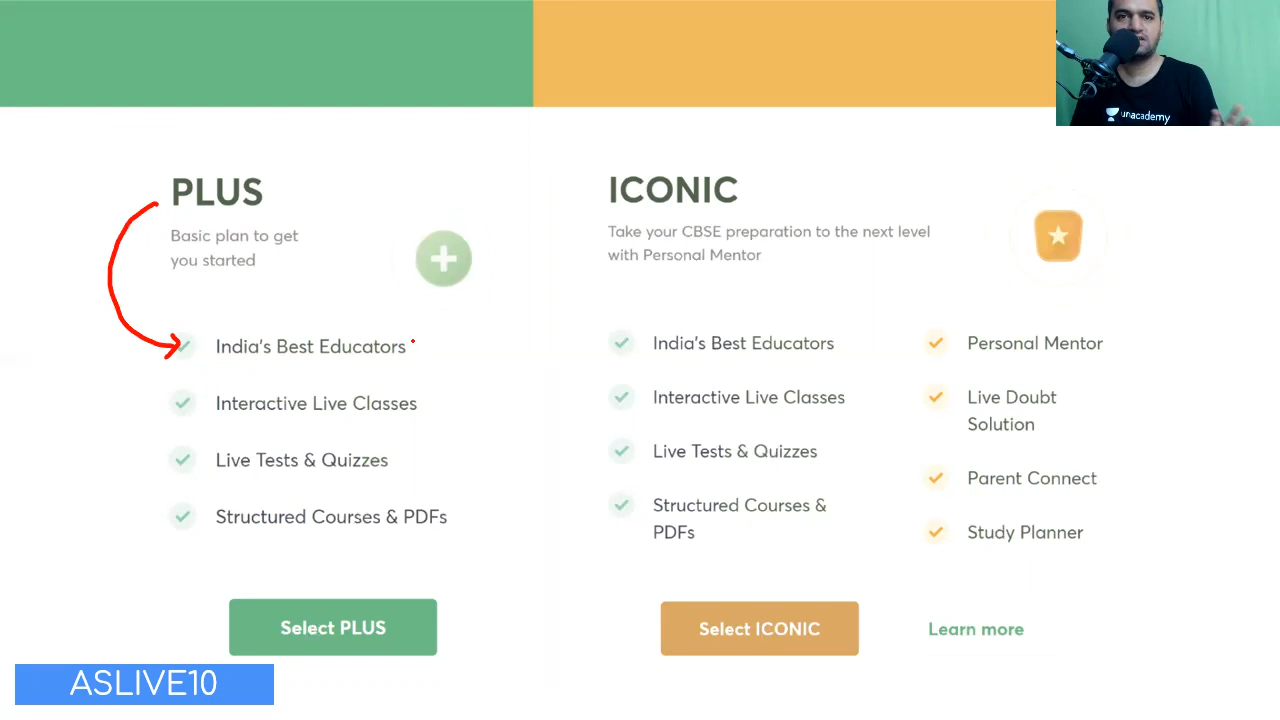 unacademy
PLUS
Basic plan to get
you started
India's Best Educators
Interactive Live Classes
Live Tests & Quizzes
Structured Courses & PDFs
Select PLUS
ICONIC
Take your CBSE preparation to the next level
with Personal Mentor
India's Best Educators
Interactive Live Classes
Live Tests & Quizzes
Structured Courses &
PDFs
Personal Mentor
Live Doubt
Solution
Parent Connect
Study Planner
Select ICONIC
Learn more
ASLIVE10